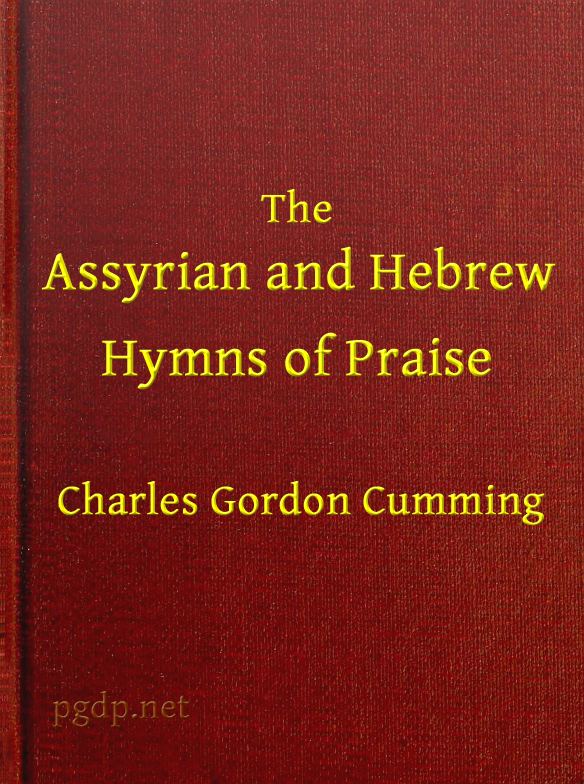 The
Assyrian and Hebrew
Hymns of Praise
Charles Gordon Cumming
pgdp.net